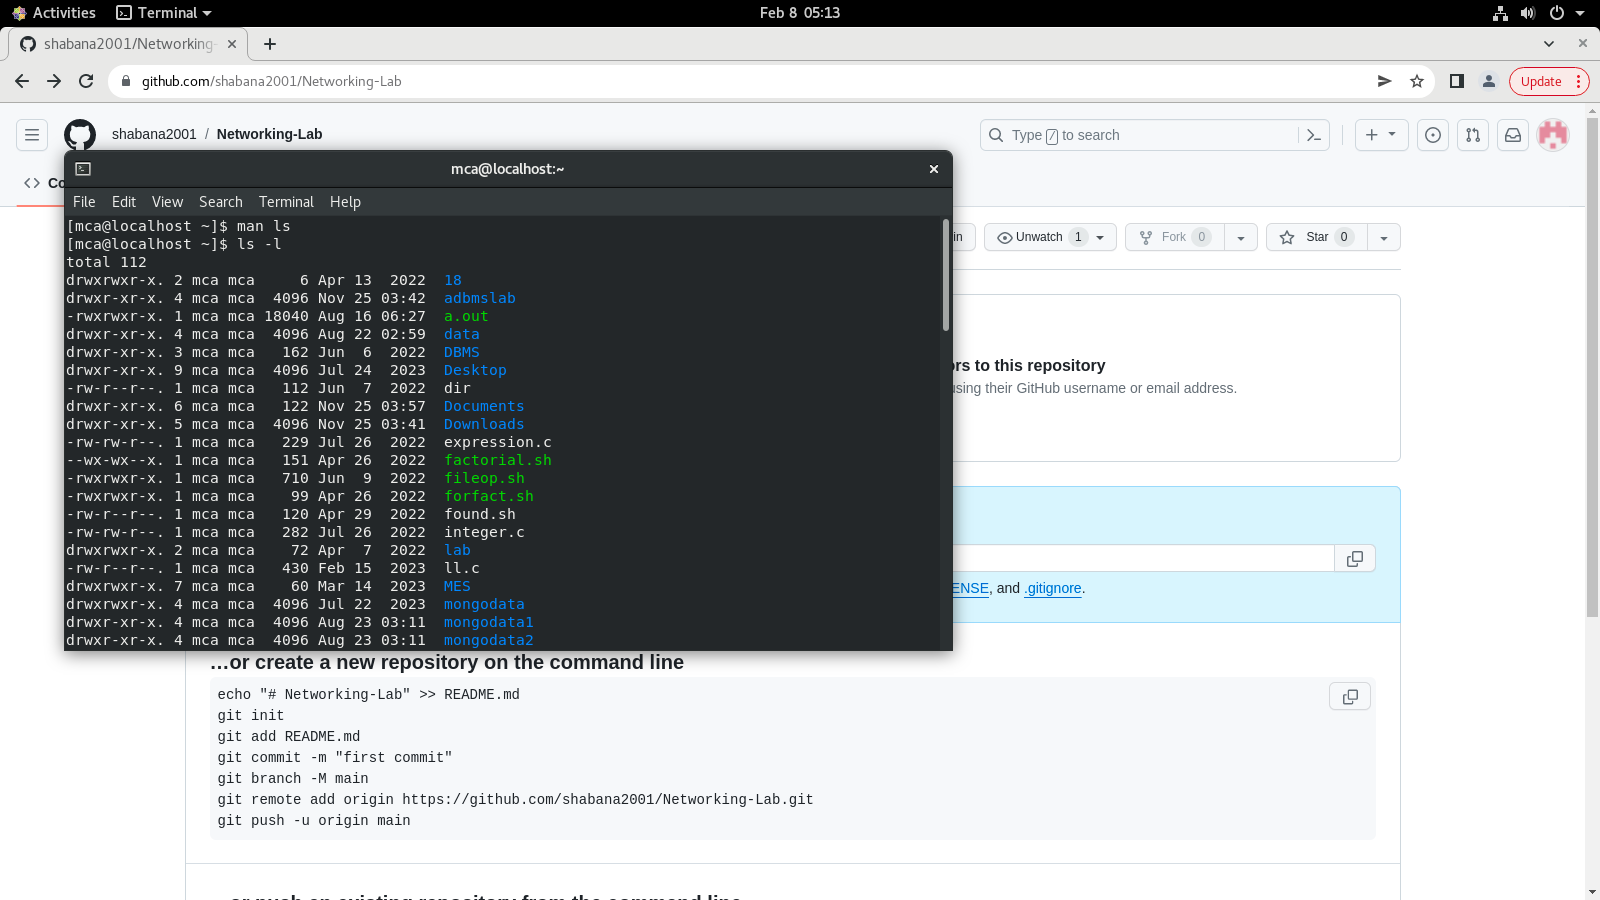 Activities Terminal Feb 8 05:13
shabana2001/Networking-
github.com/shabana2001/Networking-Lab Update
shabana2001 / Networking-Lab Type / to search
mca@localhost:~
File Edit View Search Terminal Help
[mca@localhost ~]$ man ls
[mca@localhost ~]$ ls -l
total 112
drwxrwxr-x. 2 mca mca     6 Apr 13  2022  18
drwxr-xr-x. 4 mca mca  4096 Nov 25 03:42  adbmslab
-rwxrwxr-x. 1 mca mca 18040 Aug 16 06:27  a.out
drwxr-xr-x. 4 mca mca  4096 Aug 22 02:59  data
drwxr-xr-x. 3 mca mca   162 Jun  6  2022  DBMS
drwxr-xr-x. 9 mca mca  4096 Jul 24  2023  Desktop
-rw-r--r--. 1 mca mca   112 Jun  7  2022  dir
drwxr-xr-x. 6 mca mca   122 Nov 25 03:57  Documents
drwxr-xr-x. 5 mca mca  4096 Nov 25 03:41  Downloads
-rw-rw-r--. 1 mca mca   229 Jul 26  2022  expression.c
--wx-wx--x. 1 mca mca   151 Apr 26  2022  factorial.sh
-rwxrwxr-x. 1 mca mca   710 Jun  9  2022  fileop.sh
-rwxrwxr-x. 1 mca mca    99 Apr 26  2022  forfact.sh
-rw-r--r--. 1 mca mca   120 Apr 29  2022  found.sh
-rw-rw-r--. 1 mca mca   282 Jul 26  2022  integer.c
drwxrwxr-x. 2 mca mca    72 Apr  7  2022  lab
-rw-r--r--. 1 mca mca   430 Feb 15  2023  ll.c
drwxrwxr-x. 7 mca mca    60 Mar 14  2023  MES
drwxrwxr-x. 4 mca mca  4096 Jul 22  2023  mongodata
drwxr-xr-x. 4 mca mca  4096 Aug 23 03:11  mongodata1
drwxr-xr-x. 4 mca mca  4096 Aug 23 03:11  mongodata2
Unwatch 1 Fork 0 Star 0
to this repository
using their GitHub username or email address.
, and .gitignore.
...or create a new repository on the command line
echo "# Networking-Lab" >> README.md
git init
git add README.md
git commit -m "first commit"
git branch -M main
git remote add origin https://github.com/shabana2001/Networking-Lab.git
git push -u origin main
...or push an existing repository from the command line